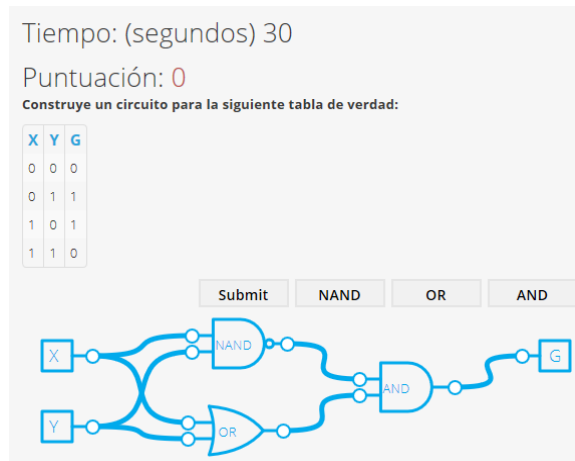 Tiempo: (segundos) 30
Puntuación: 0
Construye un circuito para la siguiente tabla de verdad:
X Y G
0 0 0
0 1 1
1 0 1
1 1 0
Submit NAND OR AND
X NAND G
AND
Y OR